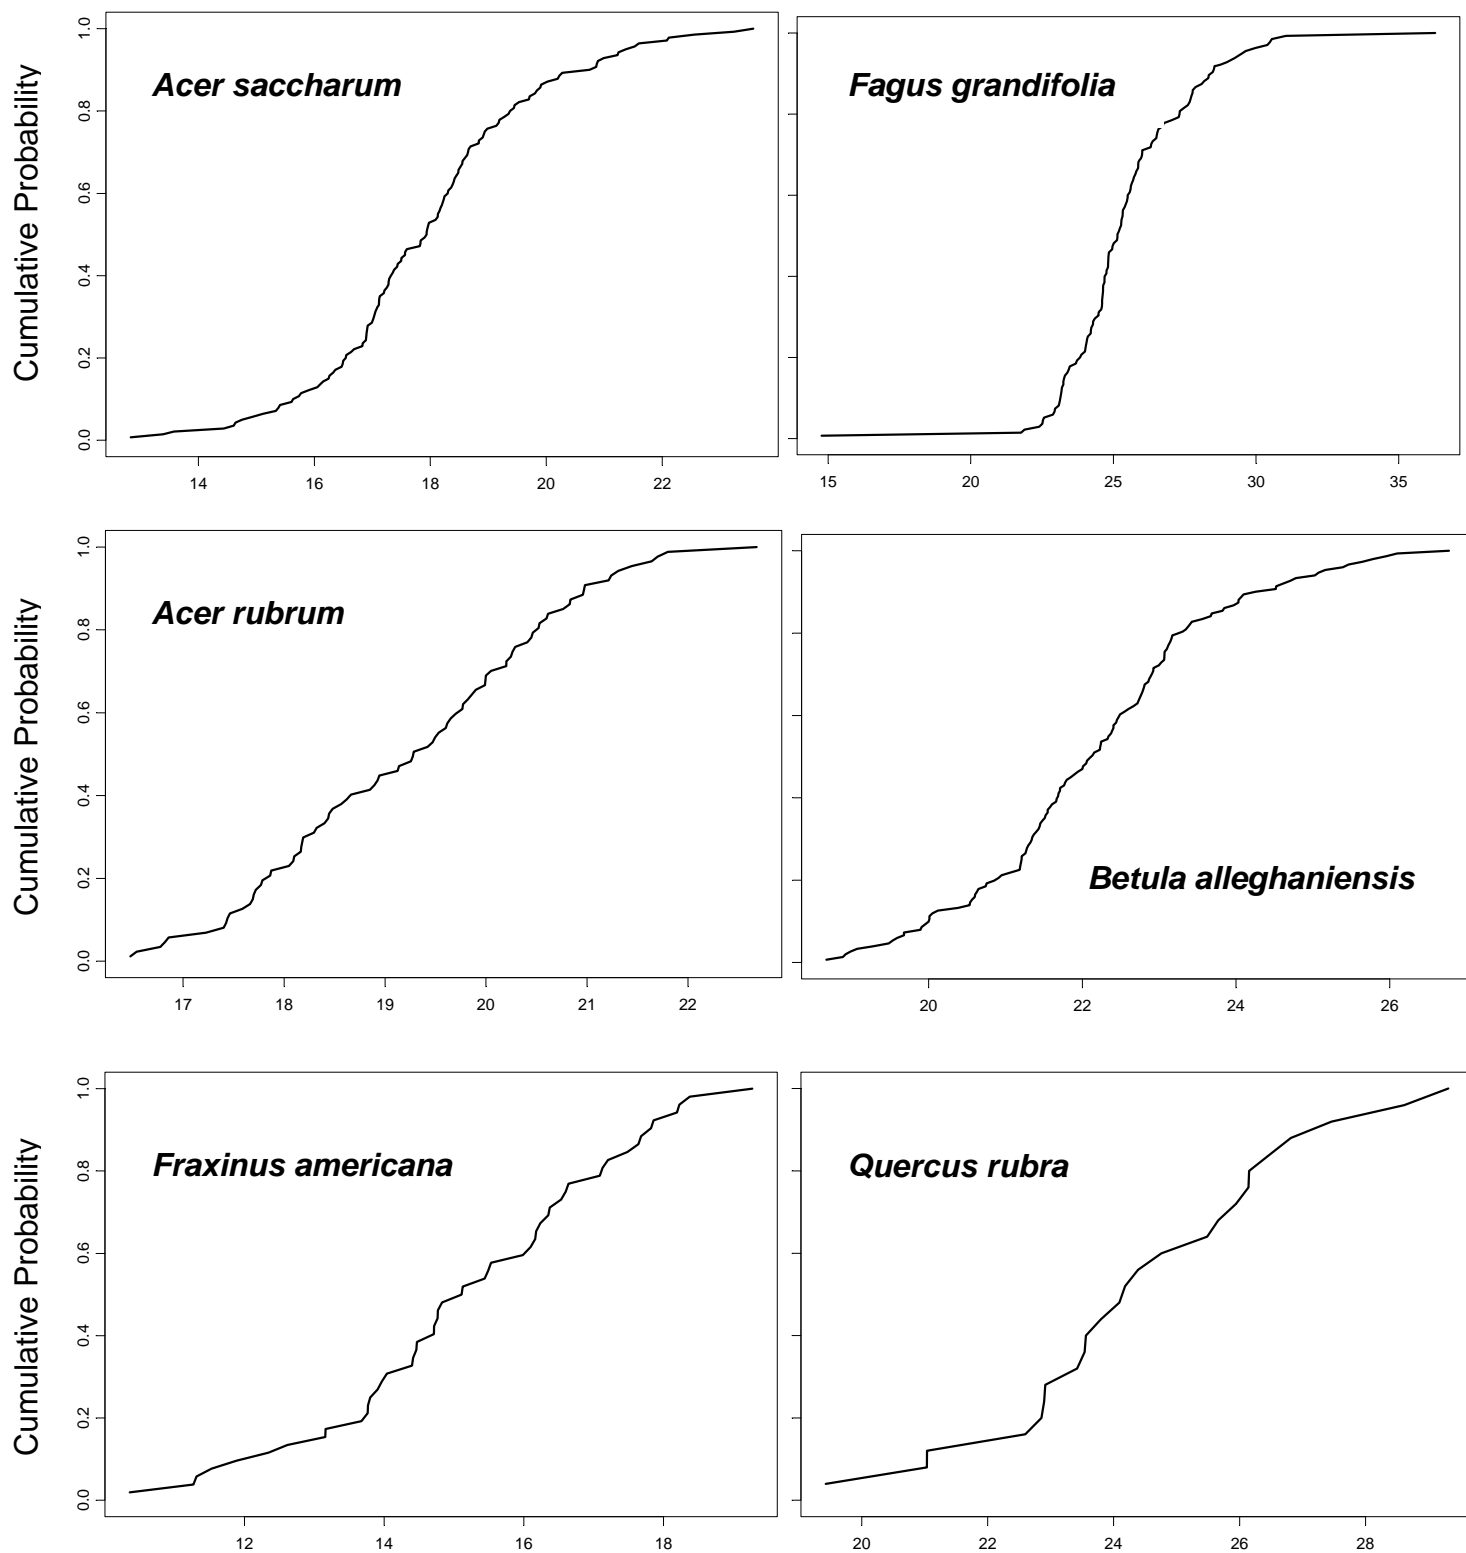 Cumulative Probability
1.0
0.8
0.6
0.4
0.2
0.0
Acer saccharum
14 16 18 20 22
Fagus grandifolia
15 20 25 30 35
Cumulative Probability
1.0
0.8
0.6
0.4
0.2
0.0
Acer rubrum
17 18 19 20 21 22
Betula alleghaniensis
20 22 24 26
Cumulative Probability
1.0
0.8
0.6
0.4
0.2
0.0
Fraxinus americana
12 14 16 18
Quercus rubra
20 22 24 26 28